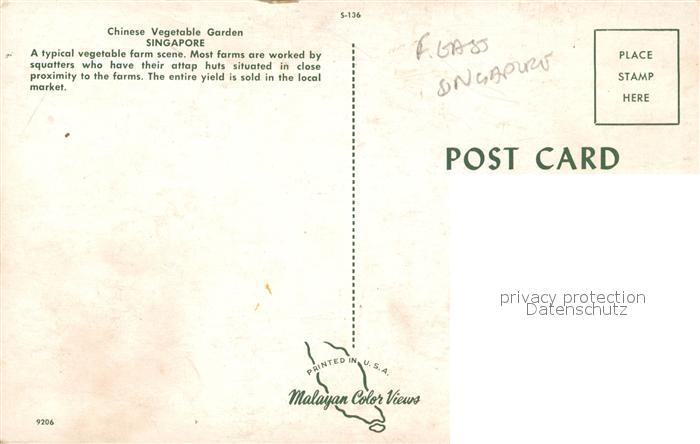 S-136
Chinese Vegetable Garden
SINGAPORE
A typical vegetable farm scene. Most farms are worked by
squatters who have their attap huts situated in close
proximity to the farms. The entire yield is sold in the local
market.
SINGAPORE
PLACE
STAMP
HERE
POST CARD
privacy protection
Datenschutz
PRINTED IN U.S.A.
Malayan Color Views
9206